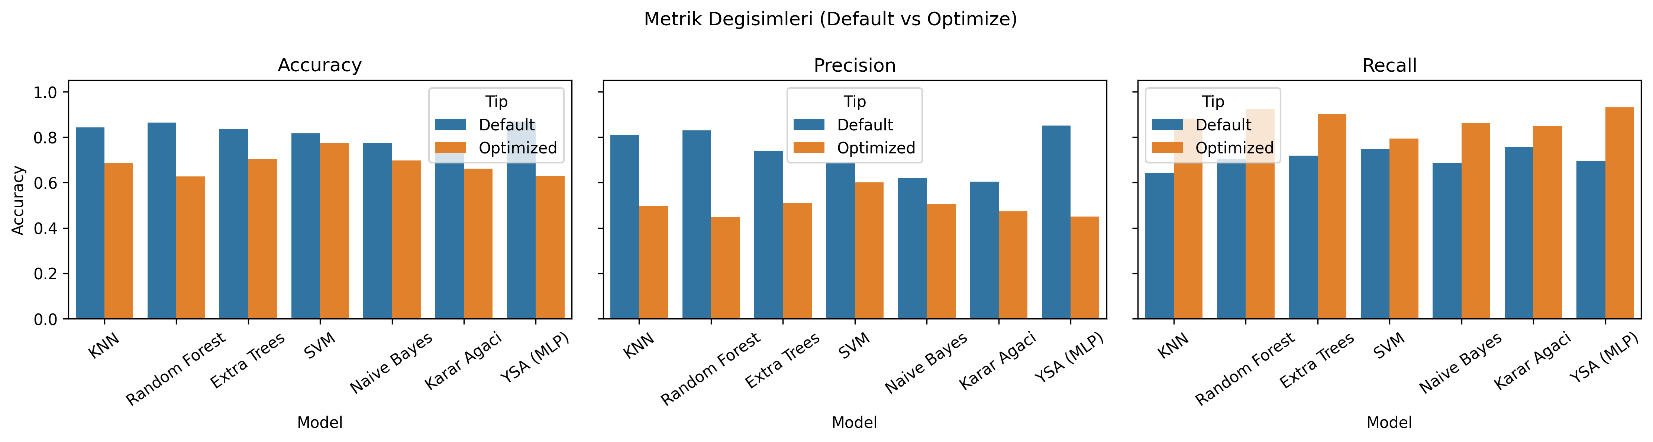 Metrik Degisimleri (Default vs Optimize)
Accuracy
Accuracy
1.0
0.8
0.6
0.4
0.2
0.0
Tip
Default
Optimized
KNN
Random Forest
Extra Trees
SVM
Naive Bayes
Karar Agaci
YSA (MLP)
Model
Precision
Tip
Default
Optimized
KNN
Random Forest
Extra Trees
SVM
Naive Bayes
Karar Agaci
YSA (MLP)
Model
Recall
Tip
Default
Optimized
KNN
Random Forest
Extra Trees
SVM
Naive Bayes
Karar Agaci
YSA (MLP)
Model